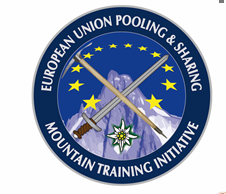 EUROPEAN UNION POOLING & SHARING
MOUNTAIN TRAINING INITIATIVE